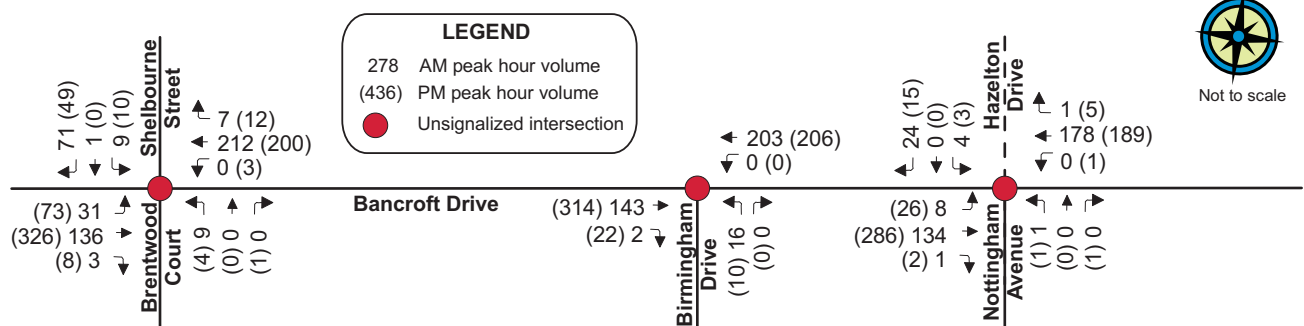 LEGEND
278 AM peak hour volume
(436) PM peak hour volume
Unsignalized intersection
Not to scale
Shelbourne
Street
71 (49)
1 (0)
9 (10)
7 (12)
212 (200)
0 (3)
(73) 31
(326) 136
(8) 3
Brentwood
Court
(4) 9
(0) 0
(1) 0
Bancroft Drive
203 (206)
0 (0)
(314) 143
(22) 2
Birmingham
Drive
(10) 16
(0) 0
Hazelton
Drive
24 (15)
0 (0)
4 (3)
1 (5)
178 (189)
0 (1)
(26) 8
(286) 134
(2) 1
Nottingham
Avenue
(1) 1
(0) 0
(1) 0